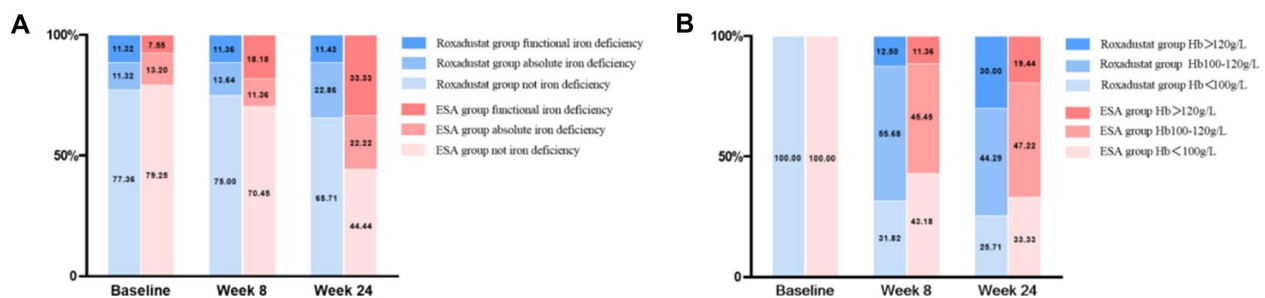 A
100%
50%
0
11.32
7.55
11.32
13.20
77.36
79.25
11.36
18.18
13.64
11.36
75.00
70.45
11.43
33.33
22.86
22.22
65.71
44.44
Baseline Week 8 Week 24
Roxadustat group functional iron deficiency
Roxadustat group absolute iron deficiency
Roxadustat group not iron deficiency
ESA group functional iron deficiency
ESA group absolute iron deficiency
ESA group not iron deficiency
B
100%
50%
0
100.00
100.00
12.50
11.36
55.68
45.45
31.82
43.18
30.00
19.44
44.29
47.22
25.71
33.33
Baseline Week 8 Week 24
Roxadustat group Hb>120g/L
Roxadustat group Hb100-120g/L
Roxadustat group Hb<100g/L
ESA group Hb>120g/L
ESA group Hb100-120g/L
ESA group Hb<100g/L